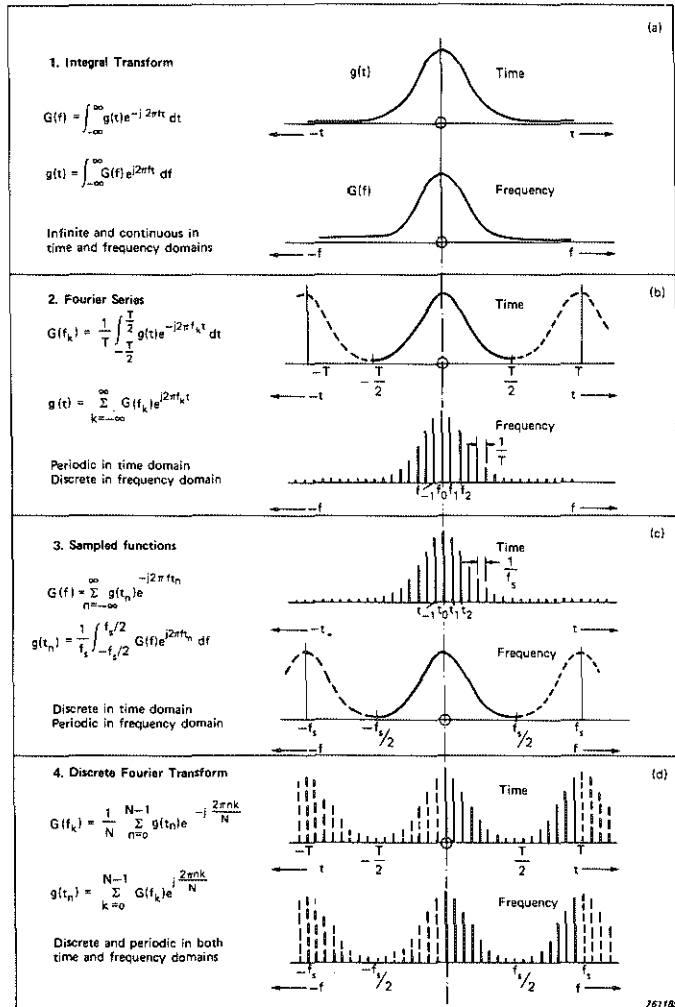 (a)
1. Integral Transform
g(t) Time
G(f) = ∫_{-∞}^{∞} g(t)e^{-j 2πft} dt
-t t
g(t) = ∫_{-∞}^{∞} G(f) e^{j2πft} df
G(f) Frequency
Infinite and continuous in
time and frequency domains
-f f
(b)
2. Fourier Series
Time
G(f_k) = 1/T ∫_{-T/2}^{T/2} g(t)e^{-j2πf_k t} dt
-T -T/2 T/2 T
-t t
g(t) = Σ_{k=-∞}^{∞} G(f_k)e^{j2πf_k t}
Frequency
1/T
Periodic in time domain
Discrete in frequency domain
f_{-1} f_0 f_1 f_2
-f f
(c)
3. Sampled functions
Time
1/f_s
G(f) = Σ_{n=-∞}^{∞} g(t_n)e^{-j2πft_n}
t_{-1} t_0 t_1 t_2
-t t
g(t_n) = 1/f_s ∫_{-f_s/2}^{f_s/2} G(f)e^{j2πft_n} df
Frequency
Discrete in time domain
Periodic in frequency domain
-f_s -f_s/2 f_s/2 f_s
-f f
(d)
4. Discrete Fourier Transform
Time
G(f_k) = 1/N Σ_{n=o}^{N-1} g(t_n)e^{-j 2πnk/N}
-T -T/2 T/2 T
t t
g(t_n) = Σ_{k=o}^{N-1} G(f_k)e^{j 2πnk/N}
Frequency
Discrete and periodic in both
time and frequency domains
-f_s -f_s/2 f_s/2 f_s
-f f